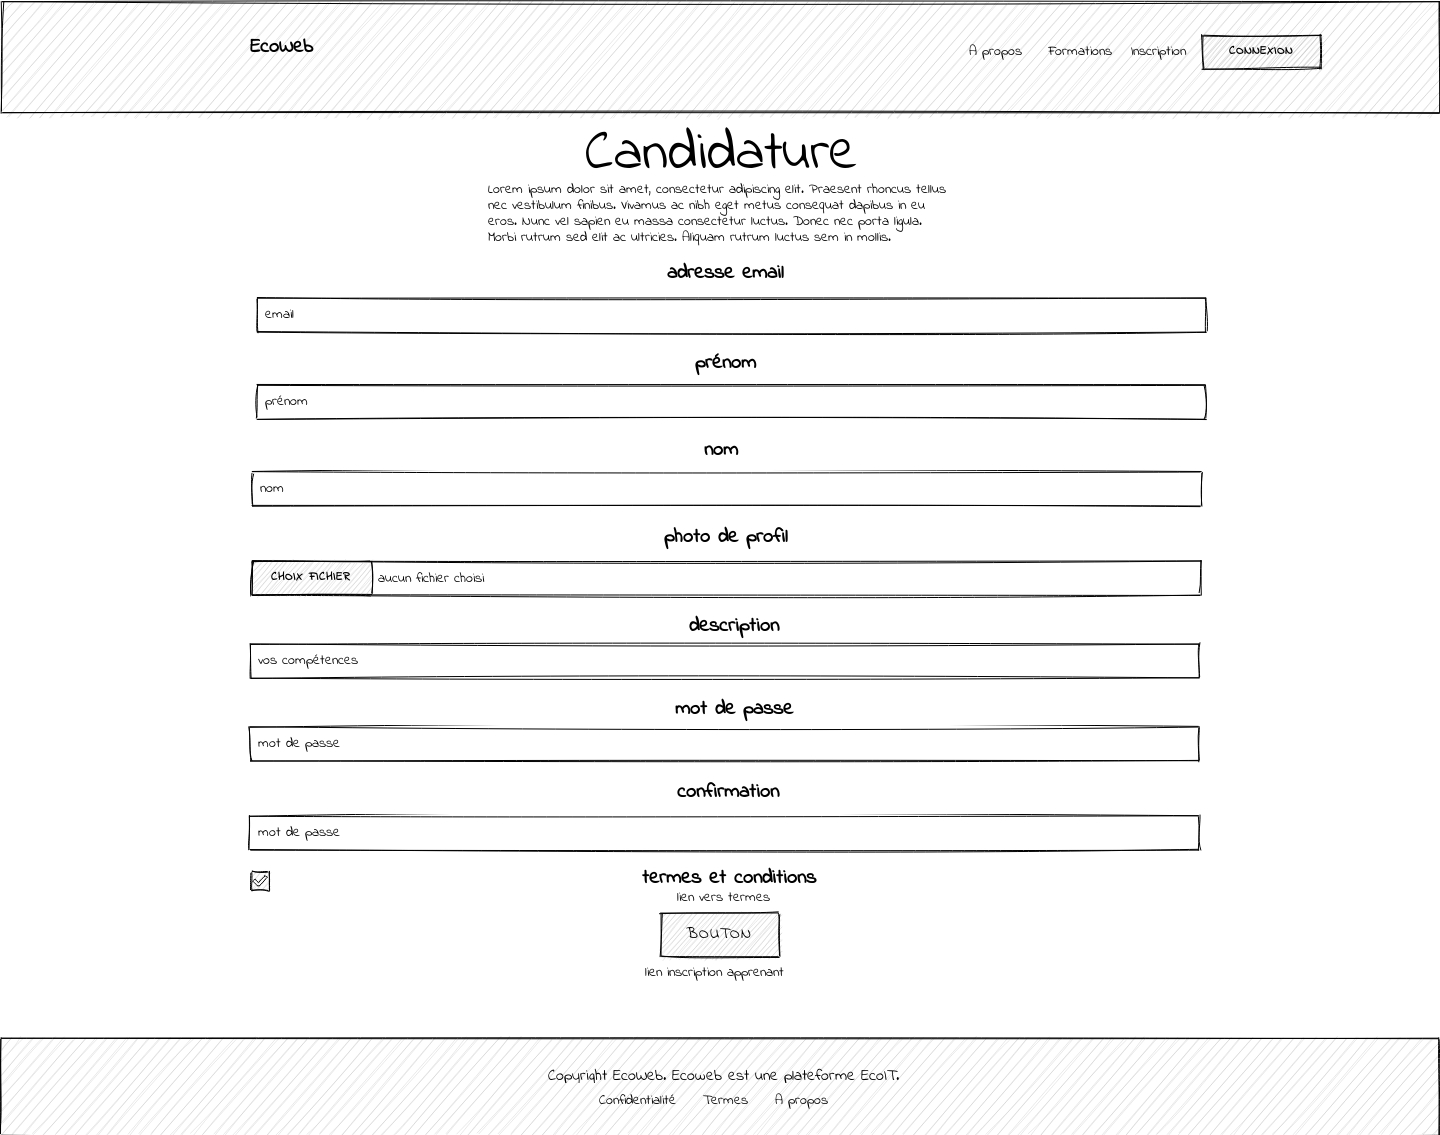 Ecoweb
À propos
Formations
Inscription
CONNEXION
Candidature
Lorem ipsum dolor sit amet, consectetur adipiscing elit. Praesent rhoncus tellus
nec vestibulum finibus. Vivamus ac nibh eget metus consequat dapibus in eu
eros. Nunc vel sapien eu massa consectetur luctus. Donec nec porta ligula.
Morbi rutrum sed elit ac ultricies. Aliquam rutrum luctus sem in mollis.
adresse email
email
prénom
prénom
nom
nom
photo de profil
CHOIX FICHIER
aucun fichier choisi
description
vos compétences
mot de passe
mot de passe
confirmation
mot de passe
termes et conditions
lien vers termes
BOUTON
lien inscription apprenant
Copyright Ecoweb. Ecoweb est une plateforme EcoIT.
Confidentialité
Termes
À propos